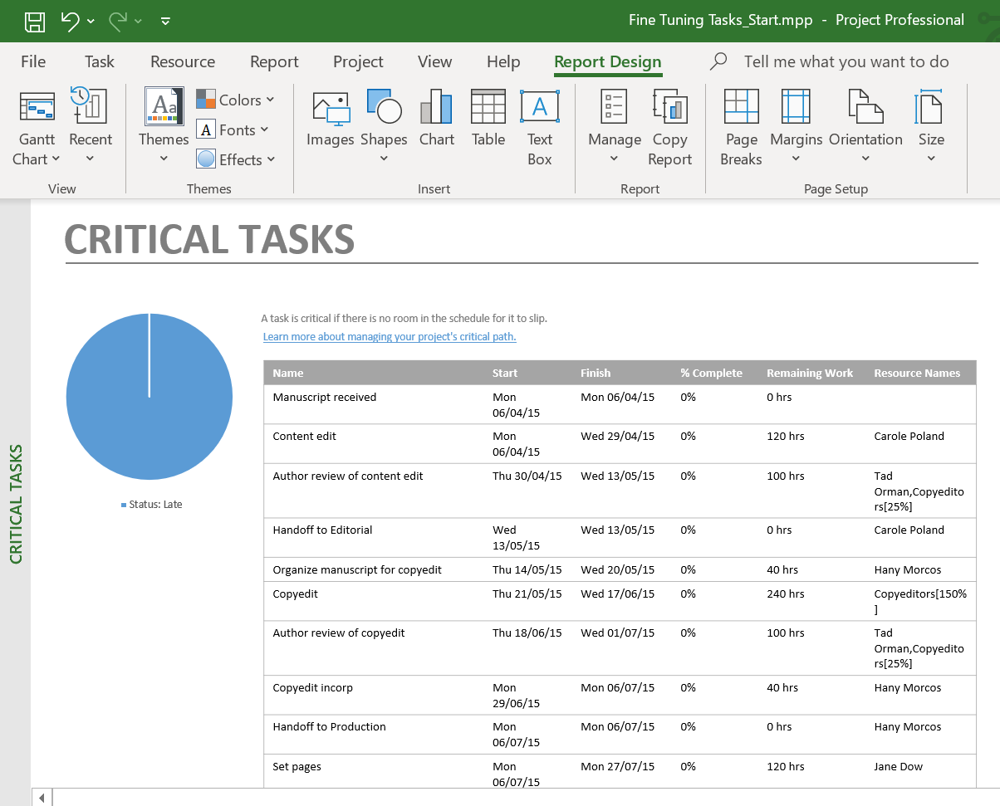 Fine Tuning Tasks_Start.mpp - Project Professional
File Task Resource Report Project View Help Report Design Tell me what you want to do
Gantt Chart Recent
View
Themes Colors Fonts Effects
Themes
Images Shapes Chart Table Text Box
Insert
Manage Copy Report
Report
Page Breaks Margins Orientation Size
Page Setup
CRITICAL TASKS
CRITICAL TASKS
Status: Late
A task is critical if there is no room in the schedule for it to slip.
Learn more about managing your project's critical path.
Name Start Finish % Complete Remaining Work Resource Names
Manuscript received Mon 06/04/15 Mon 06/04/15 0% 0 hrs
Content edit Mon 06/04/15 Wed 29/04/15 0% 120 hrs Carole Poland
Author review of content edit Thu 30/04/15 Wed 13/05/15 0% 100 hrs Tad Orman,Copyeditors[25%]
Handoff to Editorial Wed 13/05/15 Wed 13/05/15 0% 0 hrs Carole Poland
Organize manuscript for copyedit Thu 14/05/15 Wed 20/05/15 0% 40 hrs Hany Morcos
Copyedit Thu 21/05/15 Wed 17/06/15 0% 240 hrs Copyeditors[150%]
Author review of copyedit Thu 18/06/15 Wed 01/07/15 0% 100 hrs Tad Orman,Copyeditors[25%]
Copyedit incorp Mon 29/06/15 Mon 06/07/15 0% 40 hrs Hany Morcos
Handoff to Production Mon 06/07/15 Mon 06/07/15 0% 0 hrs Hany Morcos
Set pages Mon 06/07/15 Mon 27/07/15 0% 120 hrs Jane Dow